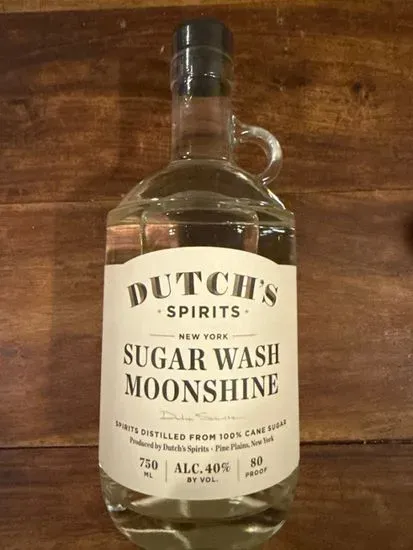 DUTCH'S
· SPIRITS ·
NEW YORK
SUGAR WASH
MOONSHINE
SPIRITS DISTILLED FROM 100% CANE SUGAR
Produced by Dutch's Spirits · Pine Plains, New York
750 ML
ALC. 40% BY VOL.
80 PROOF